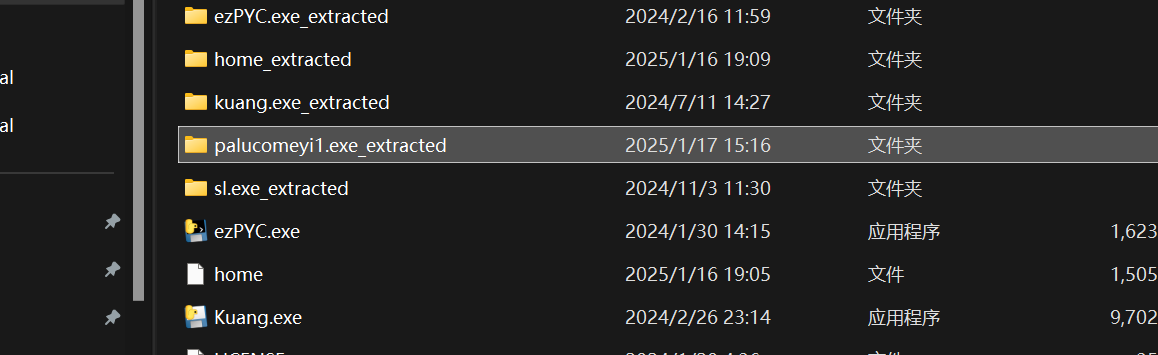 ezPYC.exe_extracted 2024/2/16 11:59 文件夹
home_extracted 2025/1/16 19:09 文件夹
al
kuang.exe_extracted 2024/7/11 14:27 文件夹
al
palucomeyi1.exe_extracted 2025/1/17 15:16 文件夹
sl.exe_extracted 2024/11/3 11:30 文件夹
ezPYC.exe 2024/1/30 14:15 应用程序 1,623
home 2025/1/16 19:05 文件 1,505
Kuang.exe 2024/2/26 23:14 应用程序 9,702